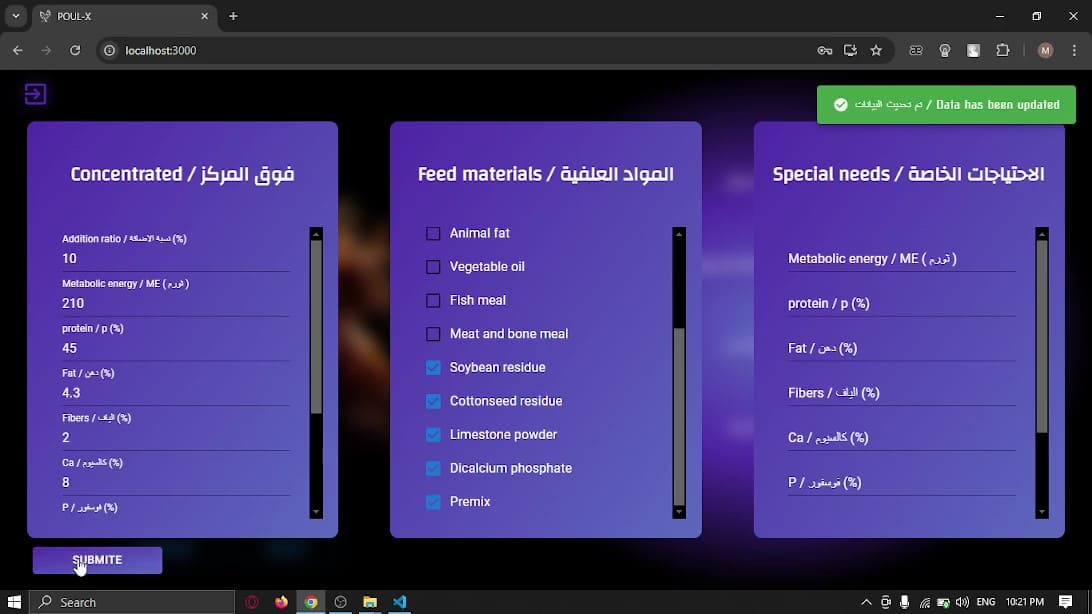 POUL-X
localhost:3000
M
تم تحديث البيانات / Data has been updated
Concentrated / فوق المركز
Addition ratio / نسبة الاضافة (%)
10
Metabolic energy / ME ( تورم )
210
protein / p (%)
45
Fat / دهن (%)
4.3
Fibers / الياف (%)
2
Ca / كالسيوم (%)
8
P / فوسفور (%)
Feed materials / المواد العلفية
Animal fat
Vegetable oil
Fish meal
Meat and bone meal
Soybean residue
Cottonseed residue
Limestone powder
Dicalcium phosphate
Premix
Special needs / الاحتياجات الخاصة
Metabolic energy / ME ( تورم )
protein / p (%)
Fat / دهن (%)
Fibers / الياف (%)
Ca / كالسيوم (%)
P / فوسفور (%)
SUBMITE
Search
ENG
10:21 PM